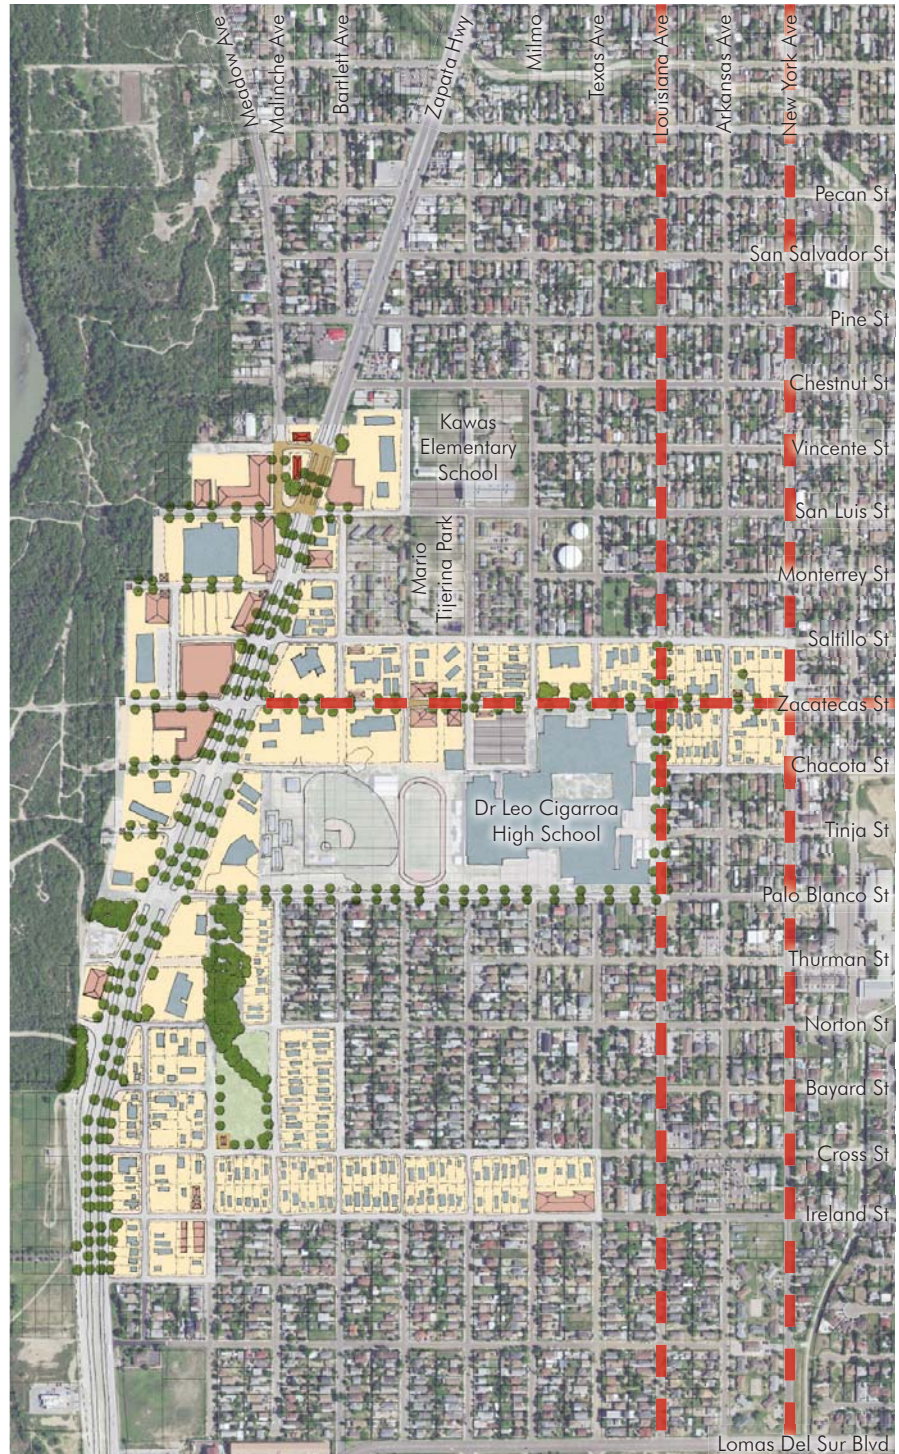 Meadow Ave
Malinche Ave
Bartlett Ave
Zapata Hwy
Milmo
Texas Ave
Louisiana Ave
Arkansas Ave
New York Ave
Pecan St
San Salvador St
Pine St
Chestnut St
Kawas
Elementary
School
Vincente St
San Luis St
Mario
Tijerina Park
Monterrey St
Saltillo St
Zacatecas St
Chacota St
Dr Leo Cigarroa
High School
Tinja St
Palo Blanco St
Thurman St
Norton St
Bayard St
Cross St
Ireland St
Lomas Del Sur Blvd